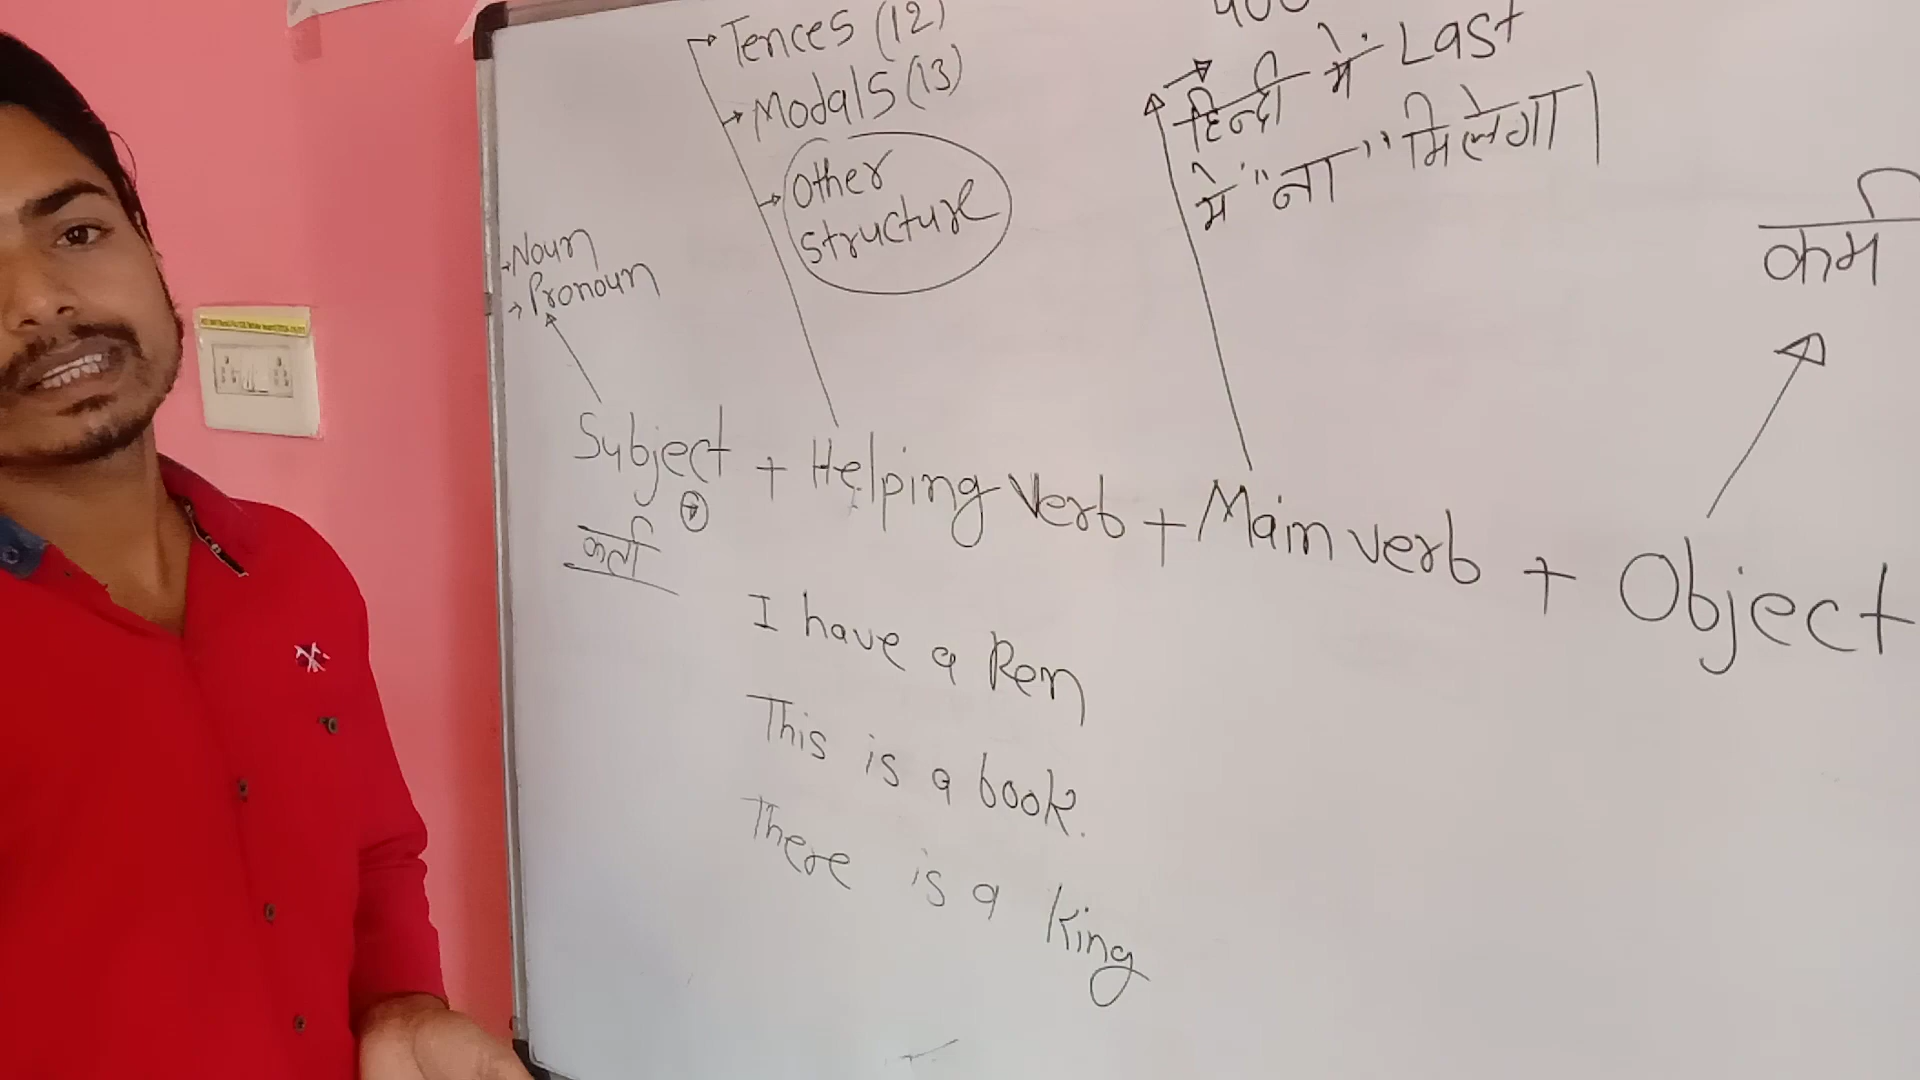 Tences (12)
Modals (13)
Other
structure
हिन्दी में Last
में "ना" मिलेगा।
कर्म
Noun
Pronoun
Subject + Helping Verb + Main verb + Object
कर्ता
I have a Pen
This is a book.
There is a king